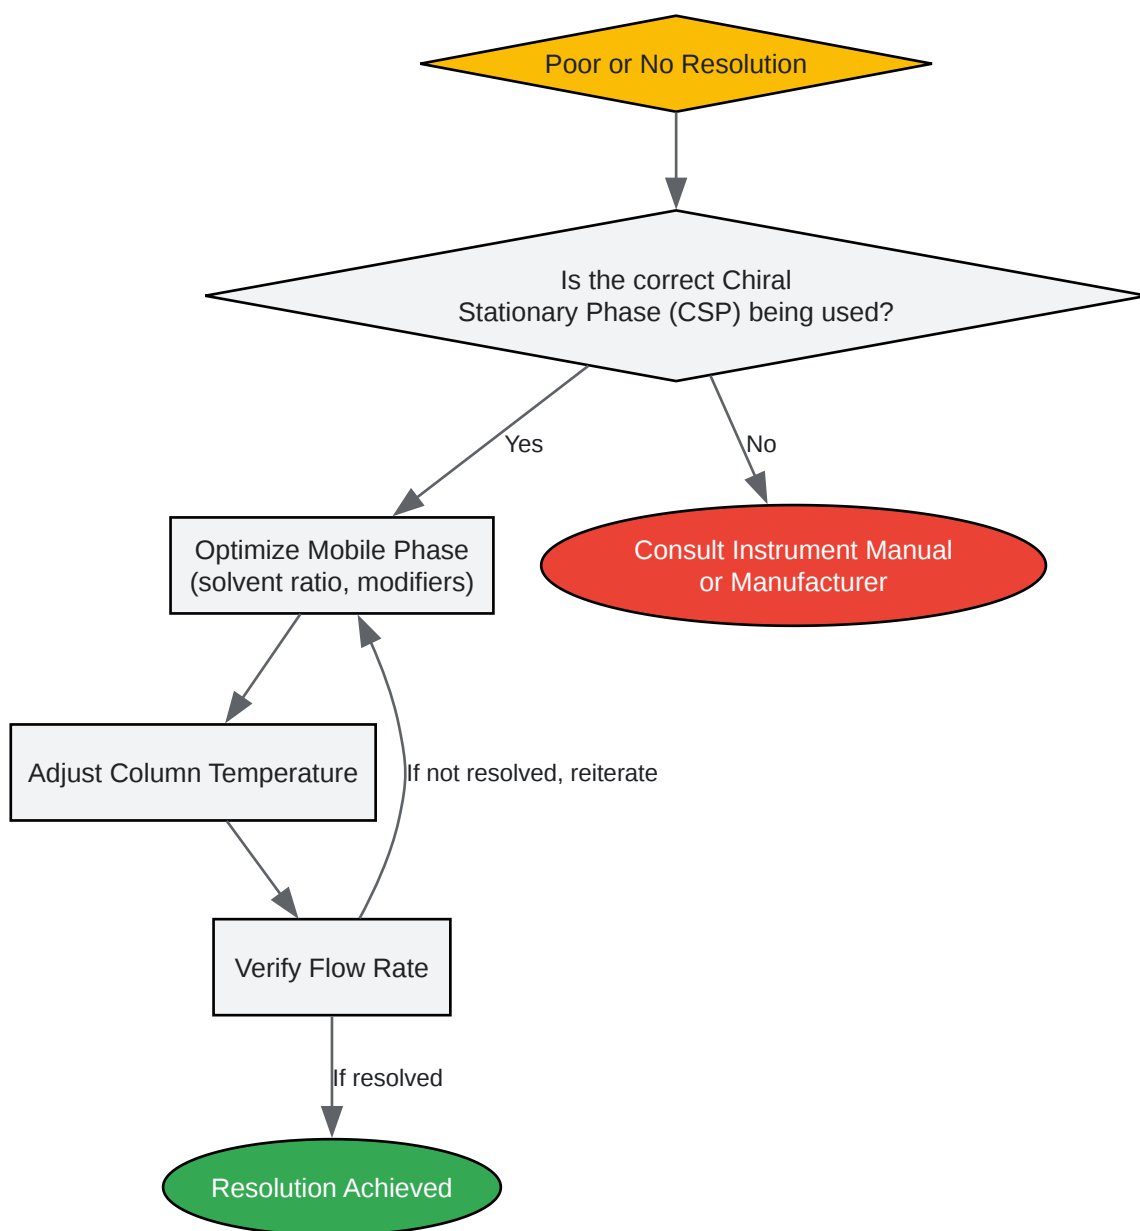 Poor or No Resolution
Is the correct Chiral
Stationary Phase (CSP) being used?
Yes
No
Optimize Mobile Phase
(solvent ratio, modifiers)
Consult Instrument Manual
or Manufacturer
Adjust Column Temperature
If not resolved, reiterate
Verify Flow Rate
If resolved
Resolution Achieved